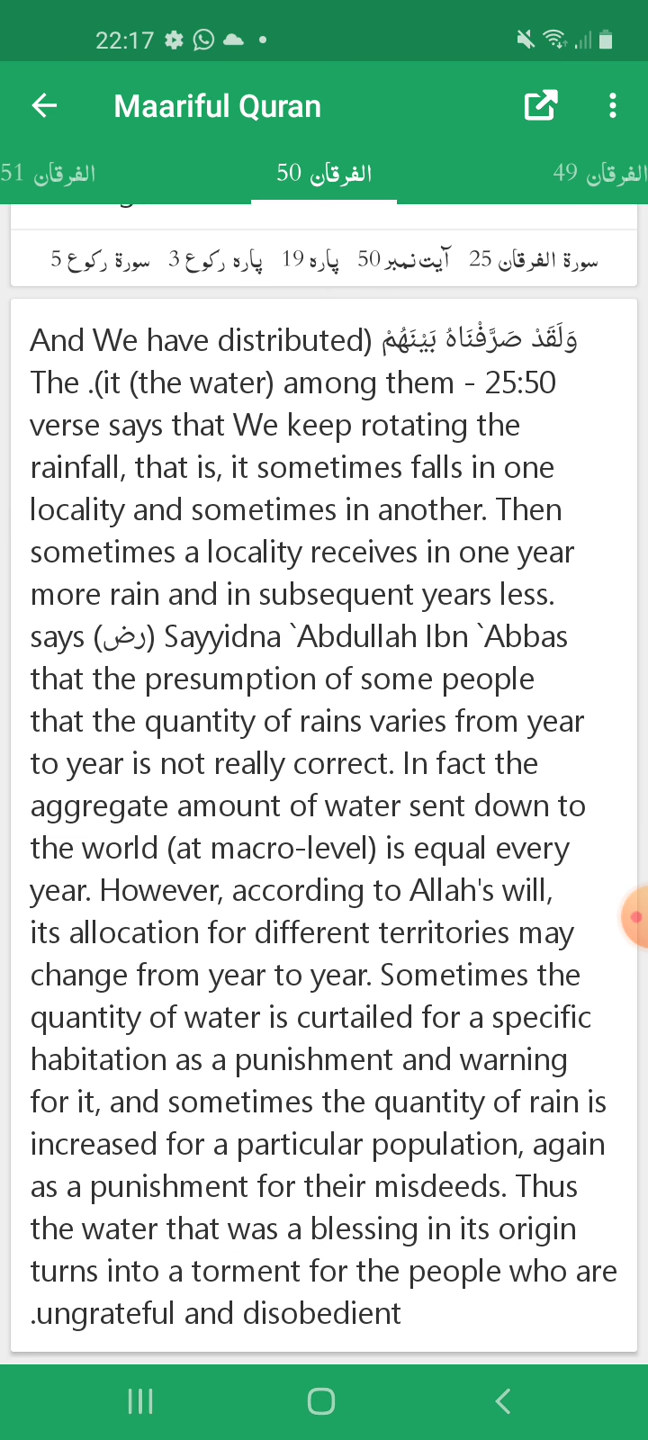 22:17
Maariful Quran
الفرقان 51
الفرقان 50
الفرقان 49
سورة الفرقان 25 آیت نمبر 50 پارہ 19 پارہ رکوع 3 سورۃ رکوع 5
And We have distributed) وَلَقَدْ صَرَّفْنَاهُ بَيْنَهُمْ
The .(it (the water) among them - 25:50
verse says that We keep rotating the
rainfall, that is, it sometimes falls in one
locality and sometimes in another. Then
sometimes a locality receives in one year
more rain and in subsequent years less.
says (رض) Sayyidna `Abdullah Ibn `Abbas
that the presumption of some people
that the quantity of rains varies from year
to year is not really correct. In fact the
aggregate amount of water sent down to
the world (at macro-level) is equal every
year. However, according to Allah's will,
its allocation for different territories may
change from year to year. Sometimes the
quantity of water is curtailed for a specific
habitation as a punishment and warning
for it, and sometimes the quantity of rain is
increased for a particular population, again
as a punishment for their misdeeds. Thus
the water that was a blessing in its origin
turns into a torment for the people who are
.ungrateful and disobedient